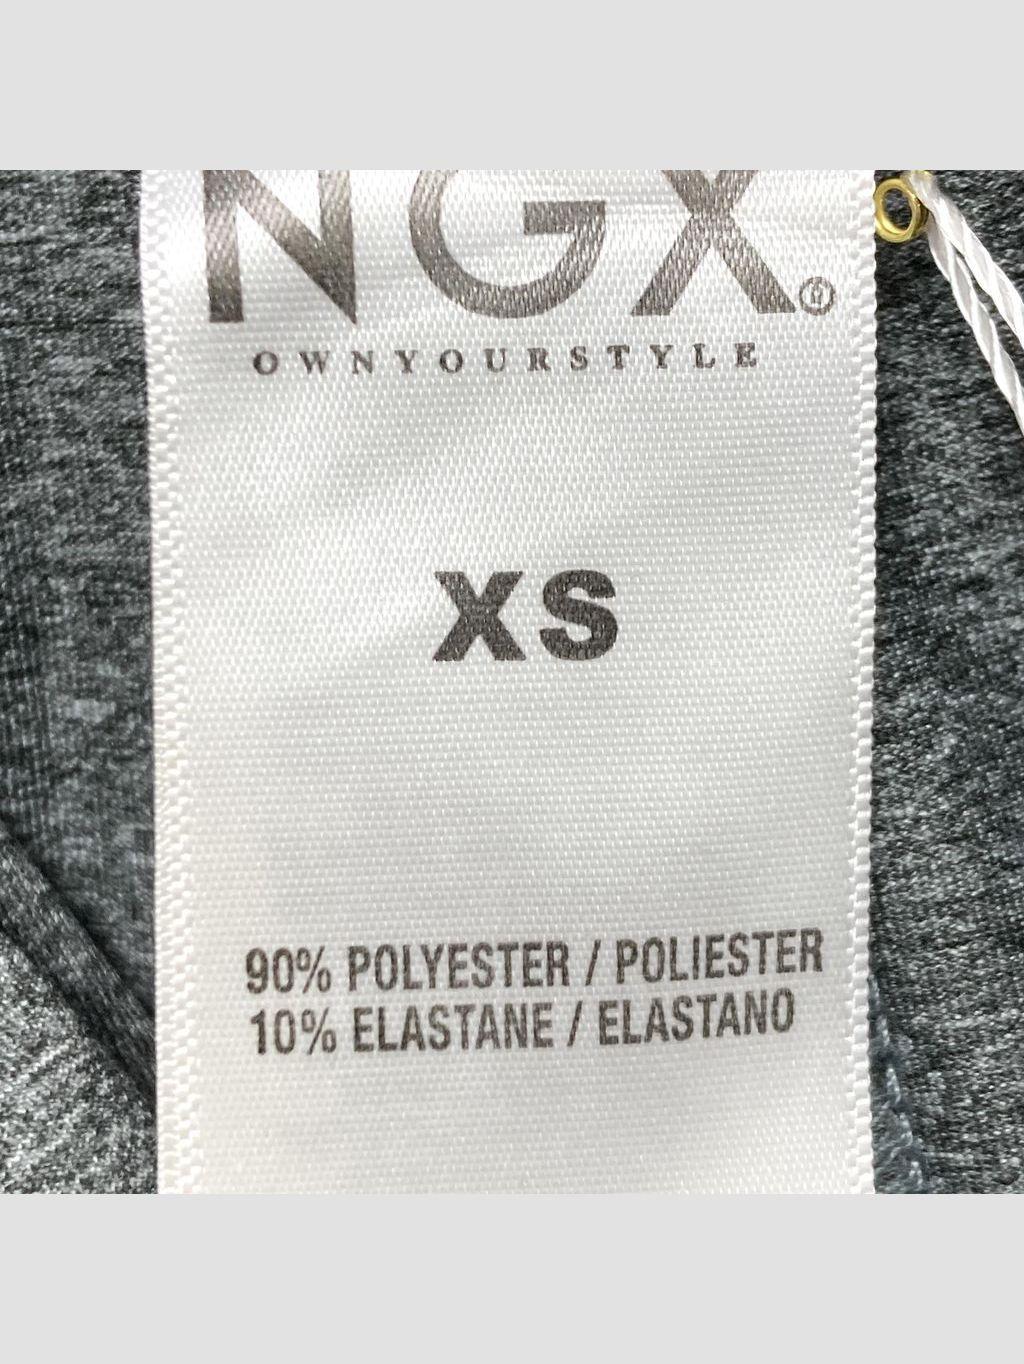 NGX®
OWNYOURSTYLE
XS
90% POLYESTER / POLIESTER
10% ELASTANE / ELASTANO